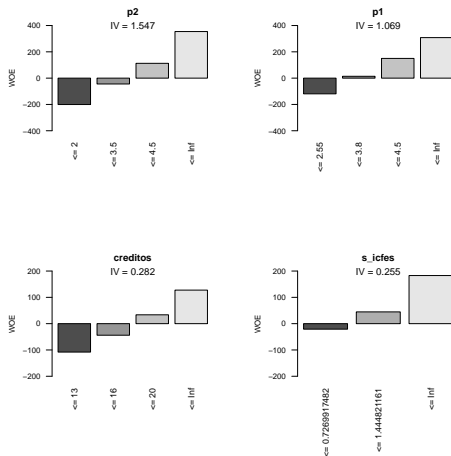 p2
IV = 1.547
WOE
400
200
0
−200
−400
<= 2
<= 3.5
<= 4.5
<= Inf
p1
IV = 1.069
WOE
400
200
0
−200
−400
<= 2.55
<= 3.8
<= 4.5
<= Inf
creditos
IV = 0.282
WOE
200
100
0
−100
−200
<= 13
<= 16
<= 20
<= Inf
s_icfes
IV = 0.255
WOE
200
100
0
−100
−200
<= 0.7269917482
<= 1.444821161
<= Inf